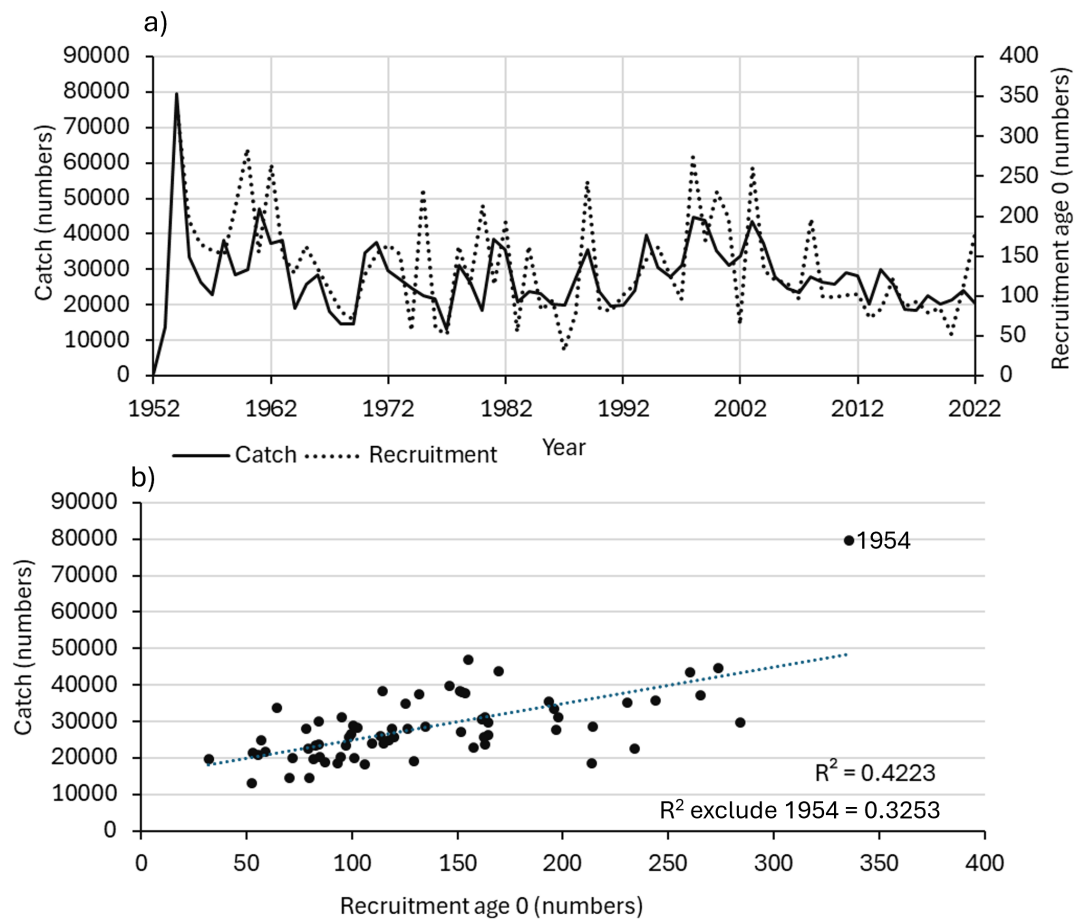 a)
90000
80000
70000
60000
50000
40000
30000
20000
10000
0
Catch (numbers)
400
350
300
250
200
150
100
50
0
Recruitment age 0 (numbers)
1952 1962 1972 1982 1992 2002 2012 2022
Year
Catch Recruitment
b)
90000
80000
70000
60000
50000
40000
30000
20000
10000
0
Catch (numbers)
1954
R² = 0.4223
R² exclude 1954 = 0.3253
0 50 100 150 200 250 300 350 400
Recruitment age 0 (numbers)